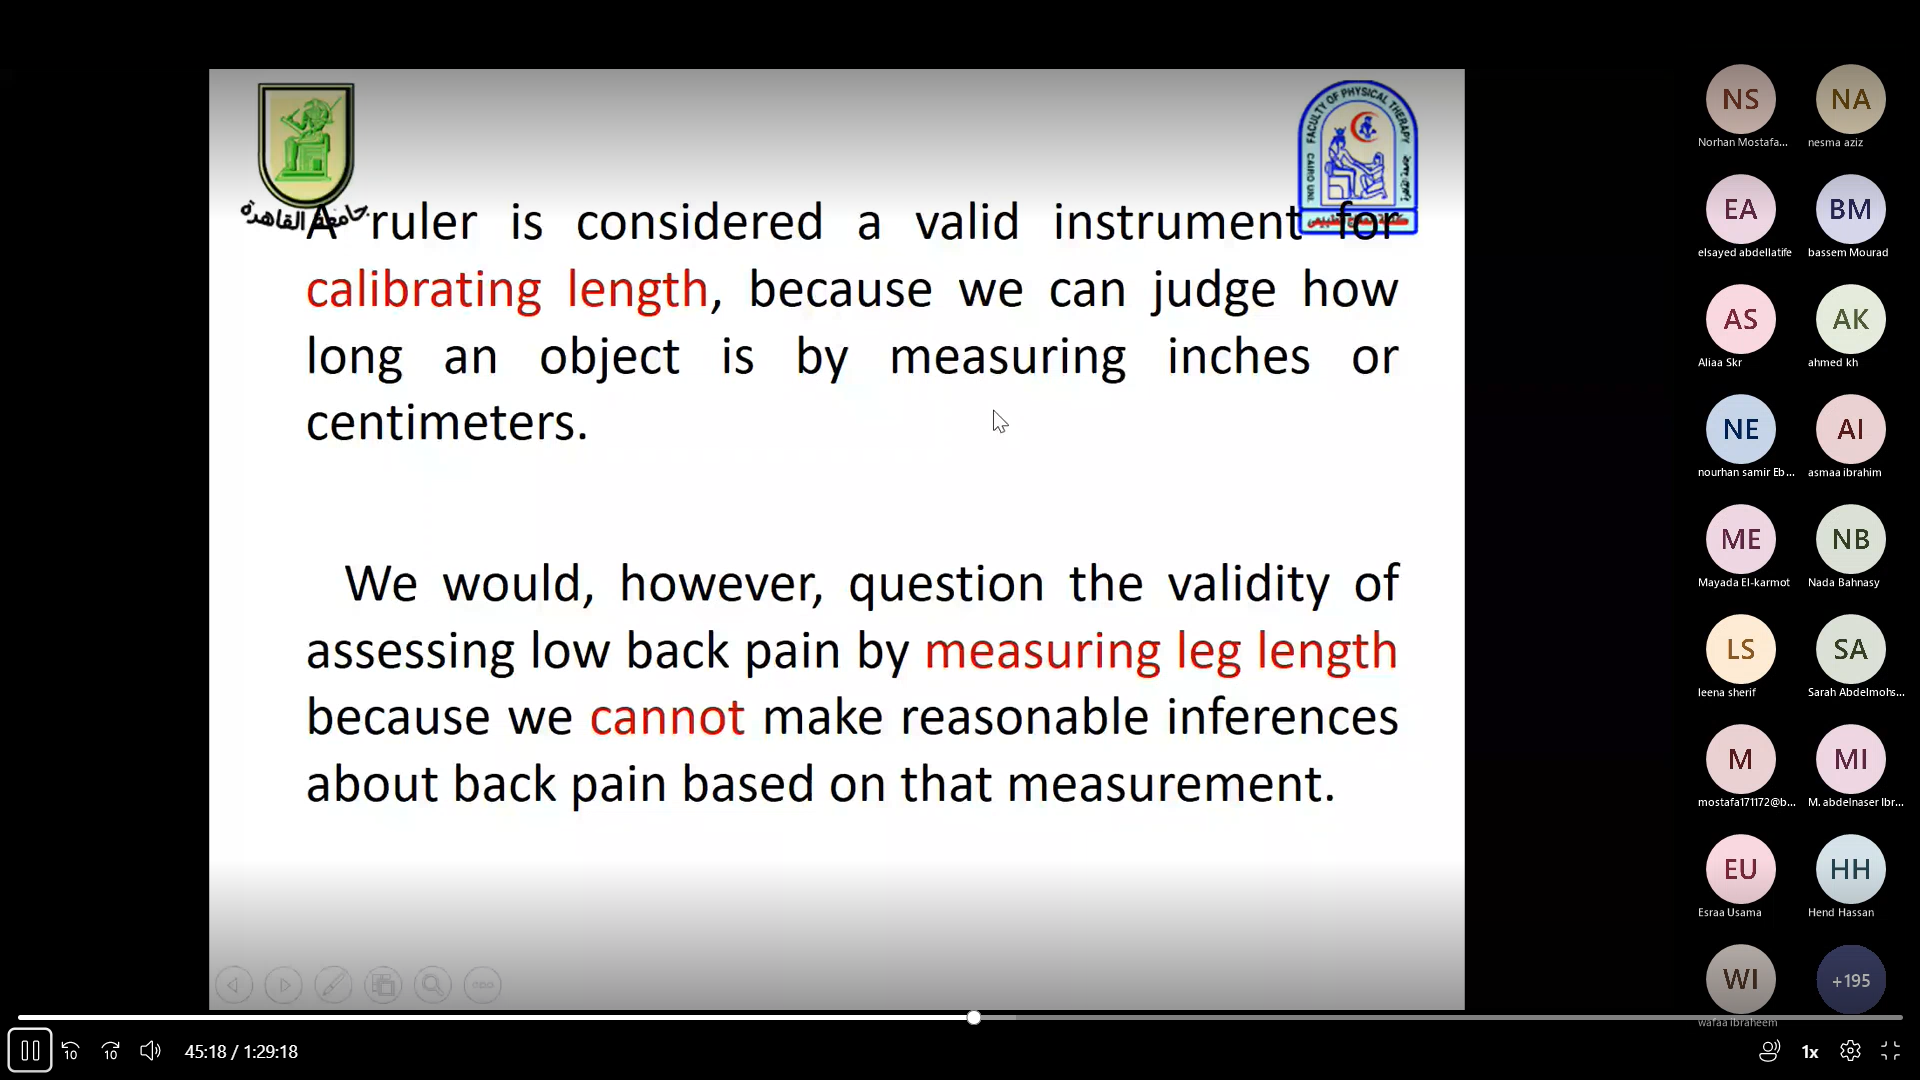 جامعة القاهرة
FACULTY OF PHYSICAL THERAPY
CAIRO UNI.
A ruler is considered a valid instrument for
calibrating length, because we can judge how
long an object is by measuring inches or
centimeters.
We would, however, question the validity of
assessing low back pain by measuring leg length
because we cannot make reasonable inferences
about back pain based on that measurement.
NS
NA
Norhan Mostafa...
nesma aziz
EA
BM
elsayed abdellatife
bassem Mourad
AS
AK
Aliaa Skr
ahmed kh
NE
AI
nourhan samir Eb...
asmaa ibrahim
ME
NB
Mayada El-karmot
Nada Bahnasy
LS
SA
leena sherif
Sarah Abdelmohs...
M
MI
mostafa171172@b...
M. abdelnaser Ibr...
EU
HH
Esraa Usama
Hend Hassan
WI
+195
wafaa ibraheem
10
10
45:18 / 1:29:18
1x